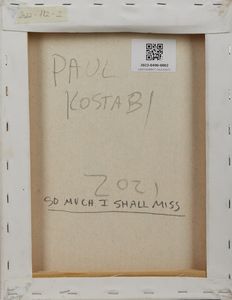 PAUL
KOSTABI
2021
SO MUCH I SHALL MISS